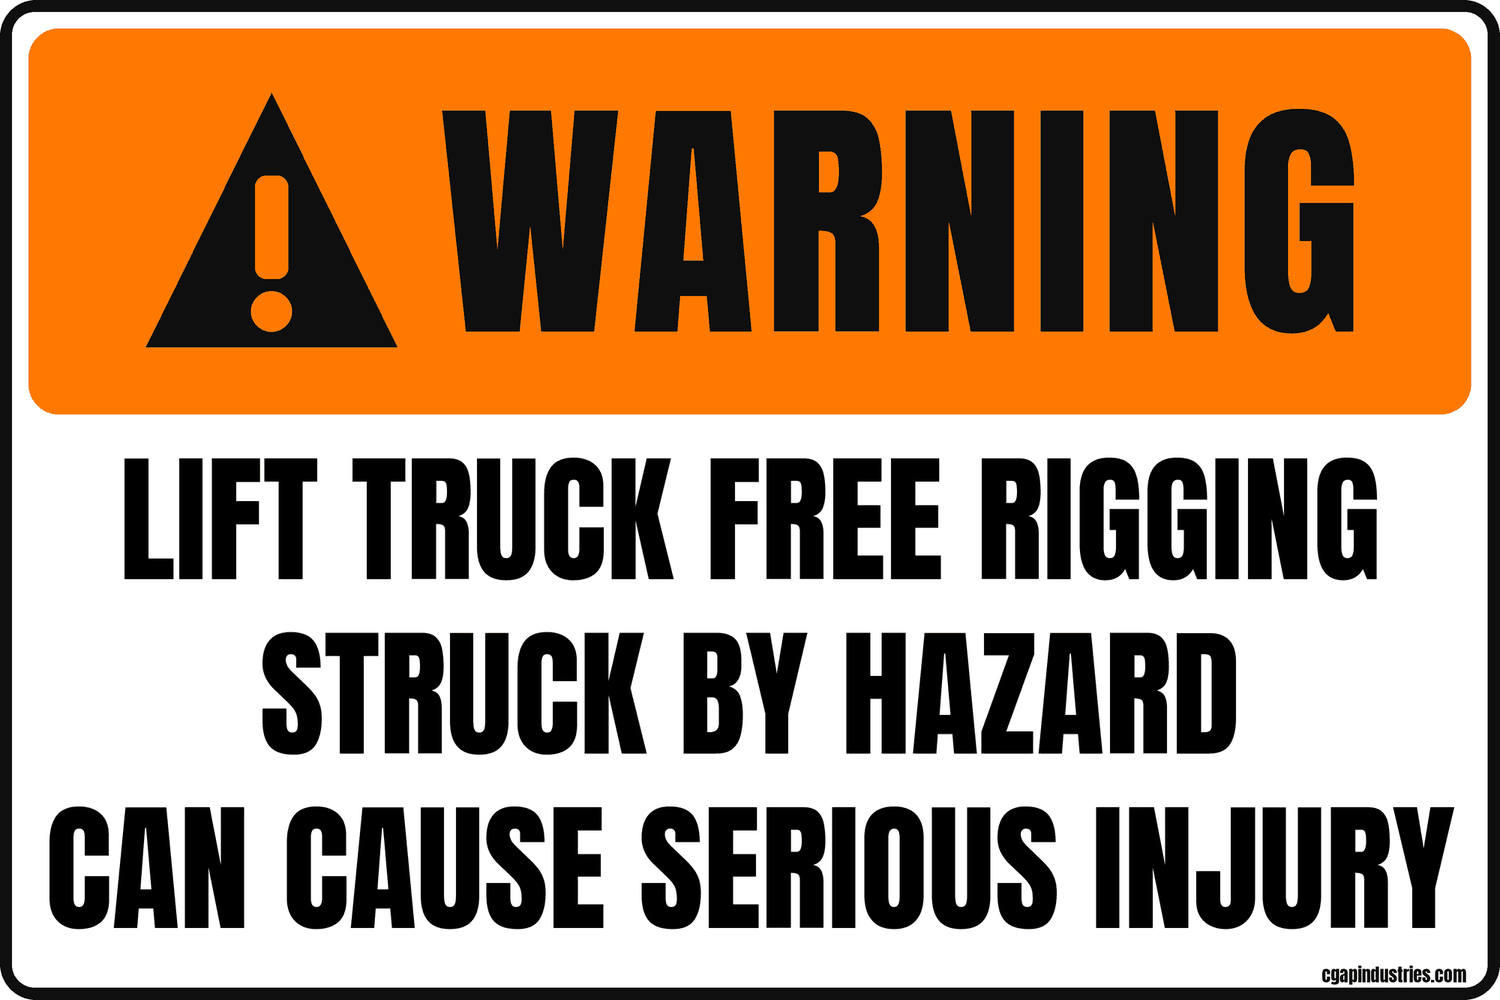 WARNING
LIFT TRUCK FREE RIGGING
STRUCK BY HAZARD
CAN CAUSE SERIOUS INJURY
cgapindustries.com